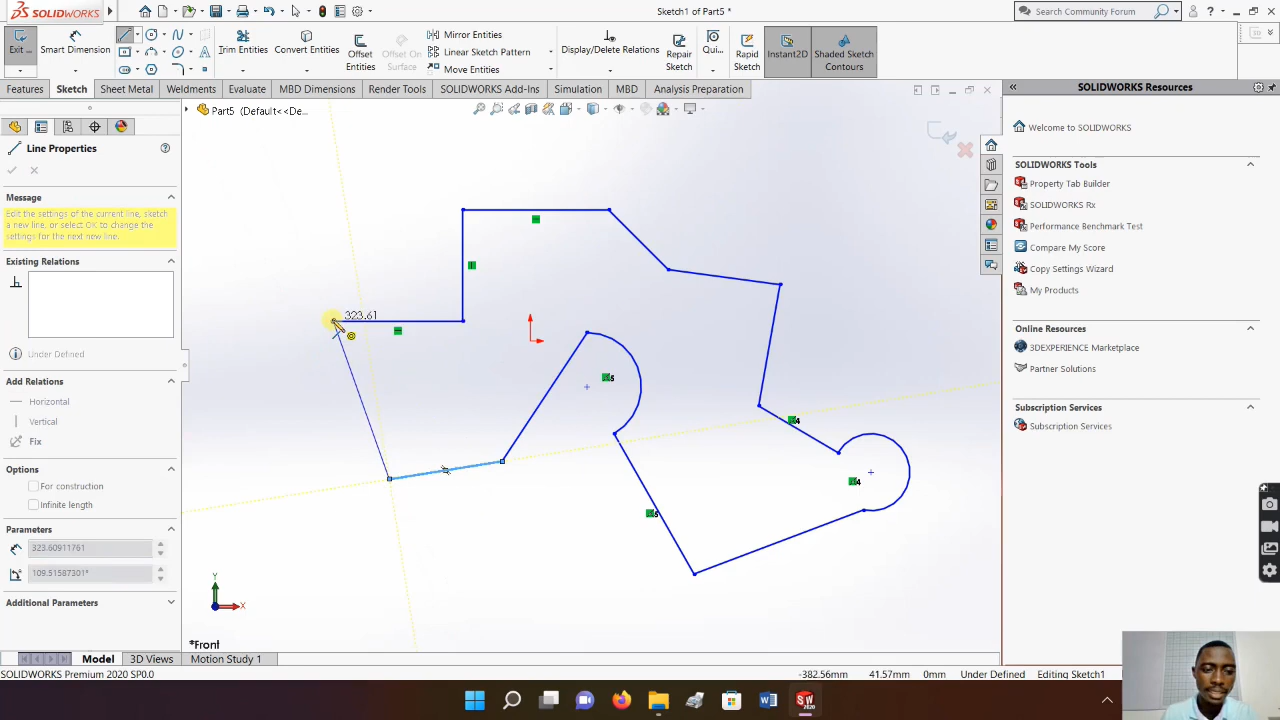 SOLIDWORKS
Sketch1 of Part5 *
Search Community Forum
Exit...
Smart Dimension
Trim Entities
Convert Entities
Offset Entities
Offset On Surface
Mirror Entities
Linear Sketch Pattern
Move Entities
Display/Delete Relations
Repair Sketch
Qui...
Rapid Sketch
Instant2D
Shaded Sketch Contours
Features
Sketch
Sheet Metal
Weldments
Evaluate
MBD Dimensions
Render Tools
SOLIDWORKS Add-Ins
Simulation
MBD
Analysis Preparation
Part5 (Default<<De...
Line Properties
Message
Edit the settings of the current line, sketch
a new line, or select OK to change the
settings for the next new line.
Existing Relations
Under Defined
Add Relations
Horizontal
Vertical
Fix
Options
For construction
Infinite length
Parameters
323.60911761
109.51587301°
Additional Parameters
323.61
5
4
4
5
Y
X
*Front
SOLIDWORKS Resources
Welcome to SOLIDWORKS
SOLIDWORKS Tools
Property Tab Builder
SOLIDWORKS Rx
Performance Benchmark Test
Compare My Score
Copy Settings Wizard
My Products
Online Resources
3DEXPERIENCE Marketplace
Partner Solutions
Subscription Services
Subscription Services
Model
3D Views
Motion Study 1
SOLIDWORKS Premium 2020 SP0.0
-382.56mm
41.57mm
0mm
Under Defined
Editing Sketch1